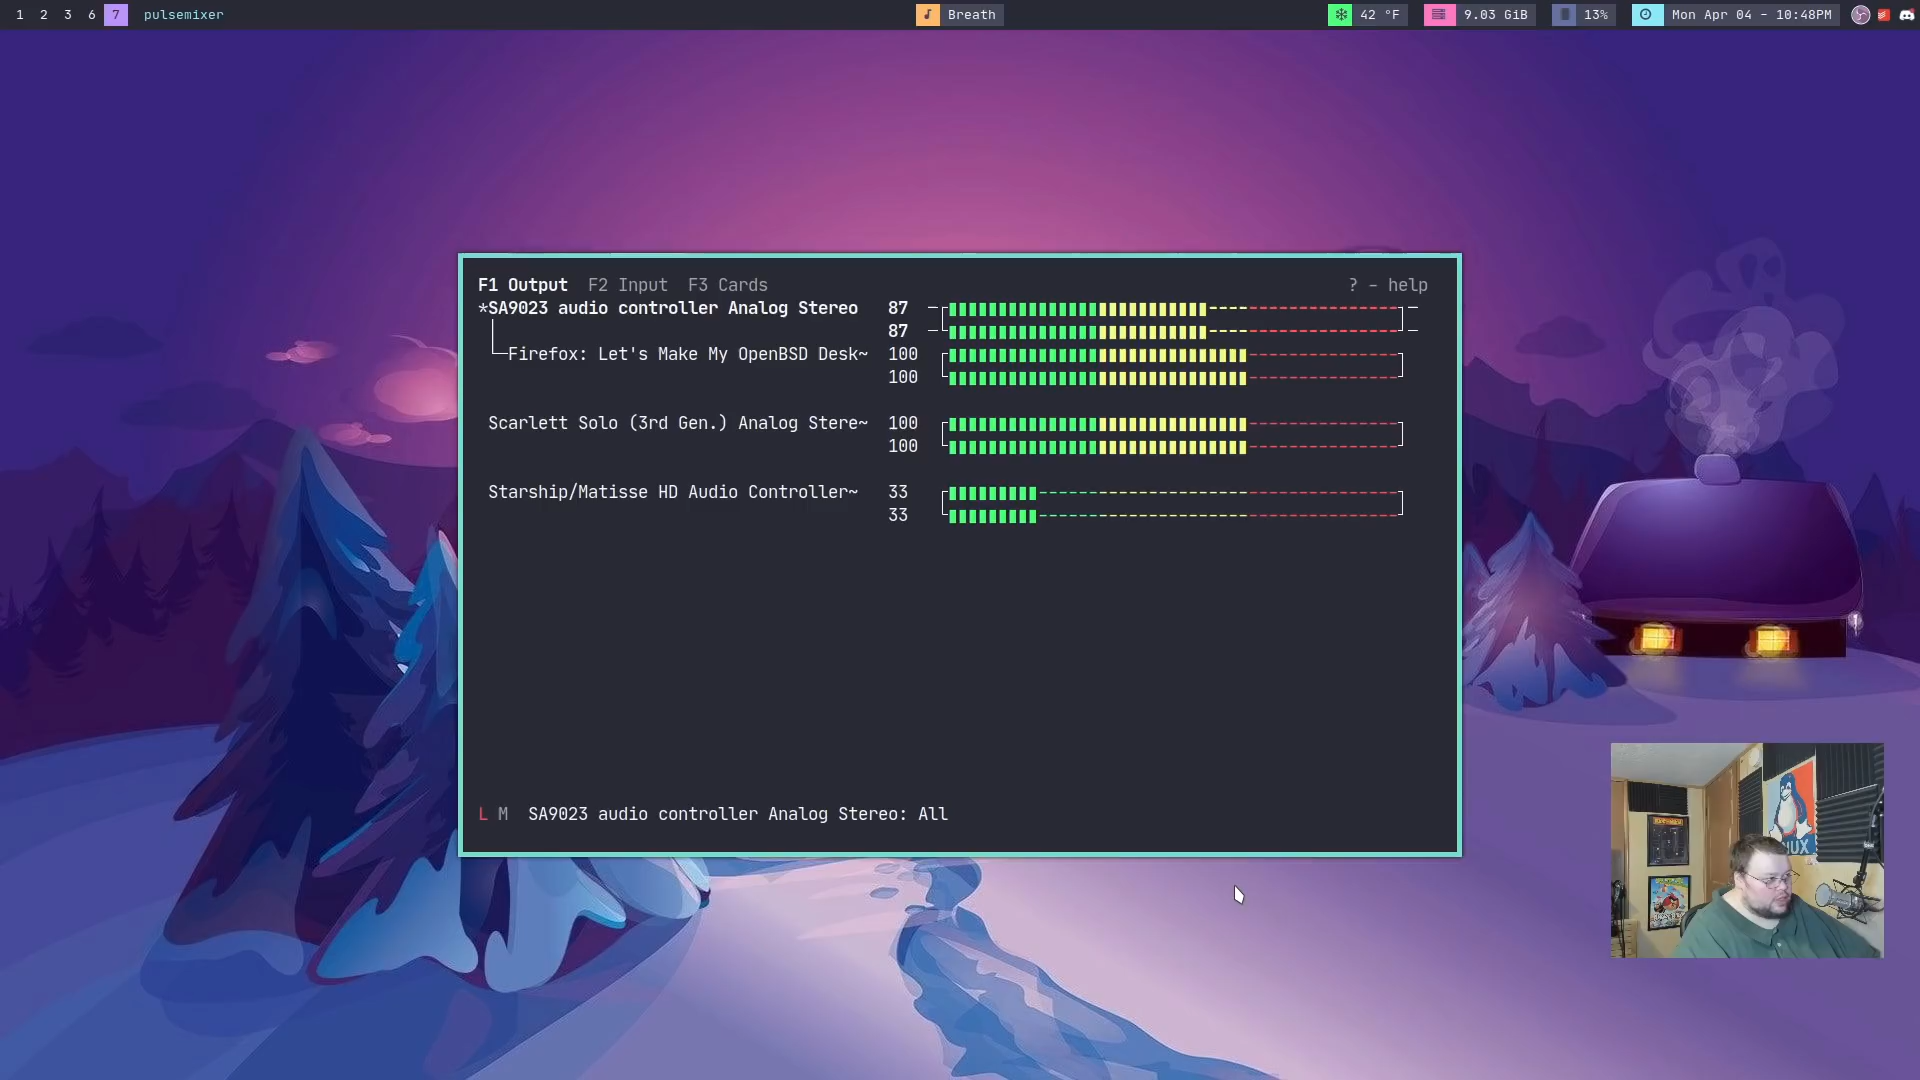 1 2 3 6 7 pulsemixer
Breath
42 °F
9.03 GiB
13%
Mon Apr 04 - 10:48PM
F1 Output F2 Input F3 Cards ? - help
*SA9023 audio controller Analog Stereo 87
87
Firefox: Let's Make My OpenBSD Desk~ 100
100
Scarlett Solo (3rd Gen.) Analog Stere~ 100
100
Starship/Matisse HD Audio Controller~ 33
33
L M SA9023 audio controller Analog Stereo: All